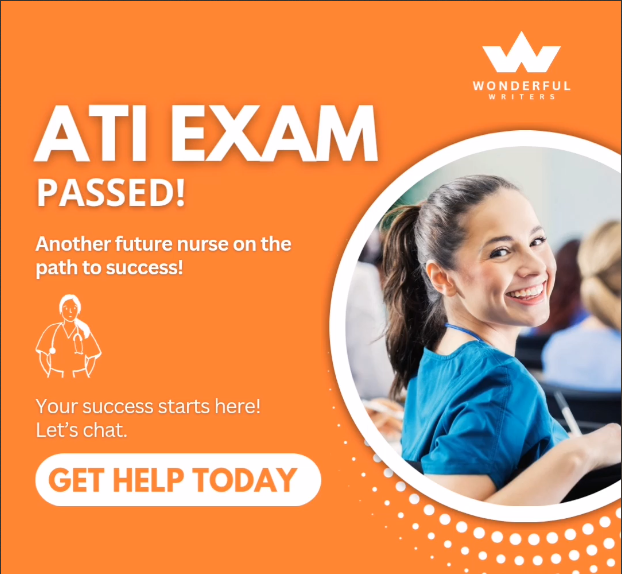 WONDERFUL
WRITERS
ATI EXAM
PASSED!
Another future nurse on the
path to success!
Your success starts here!
Let's chat.
GET HELP TODAY